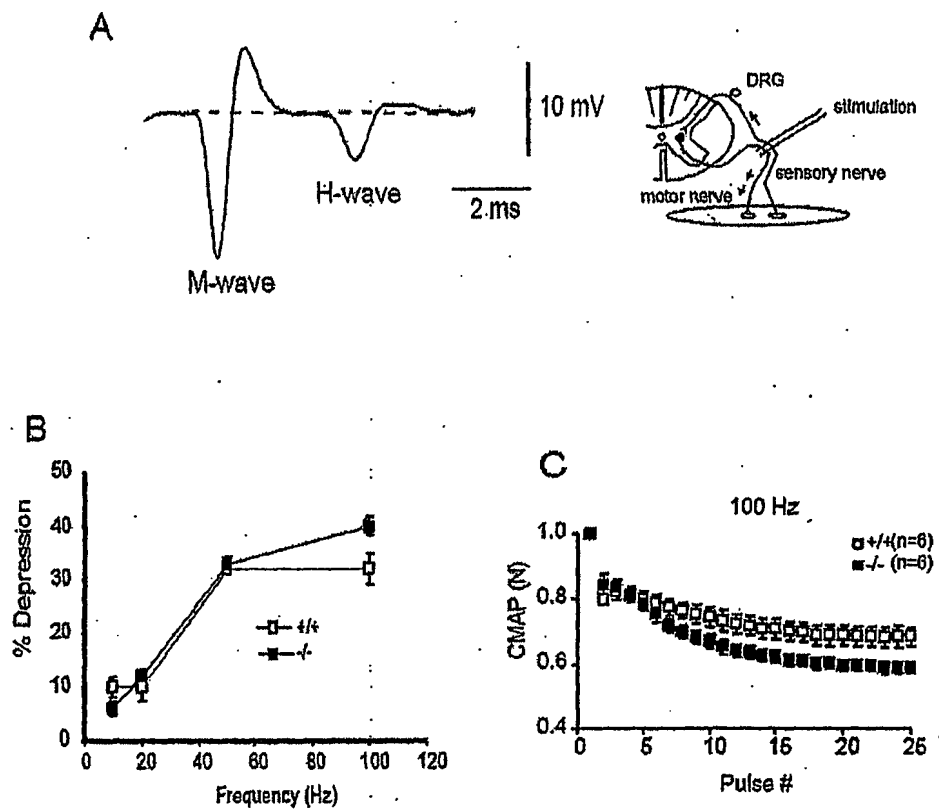 A
DRG
stimulation
10 mV
H-wave
sensory nerve
motor nerve
2 ms
M-wave
B
50
40
30
20
10
0
% Depression
+/+
-/-
0 20 40 60 80 100 120
Frequency (Hz)
C
100 Hz
+/+(n=6)
-/- (n=6)
1.0
0.8
0.6
0.4
CMAP (N)
0 5 10 15 20 25
Pulse #